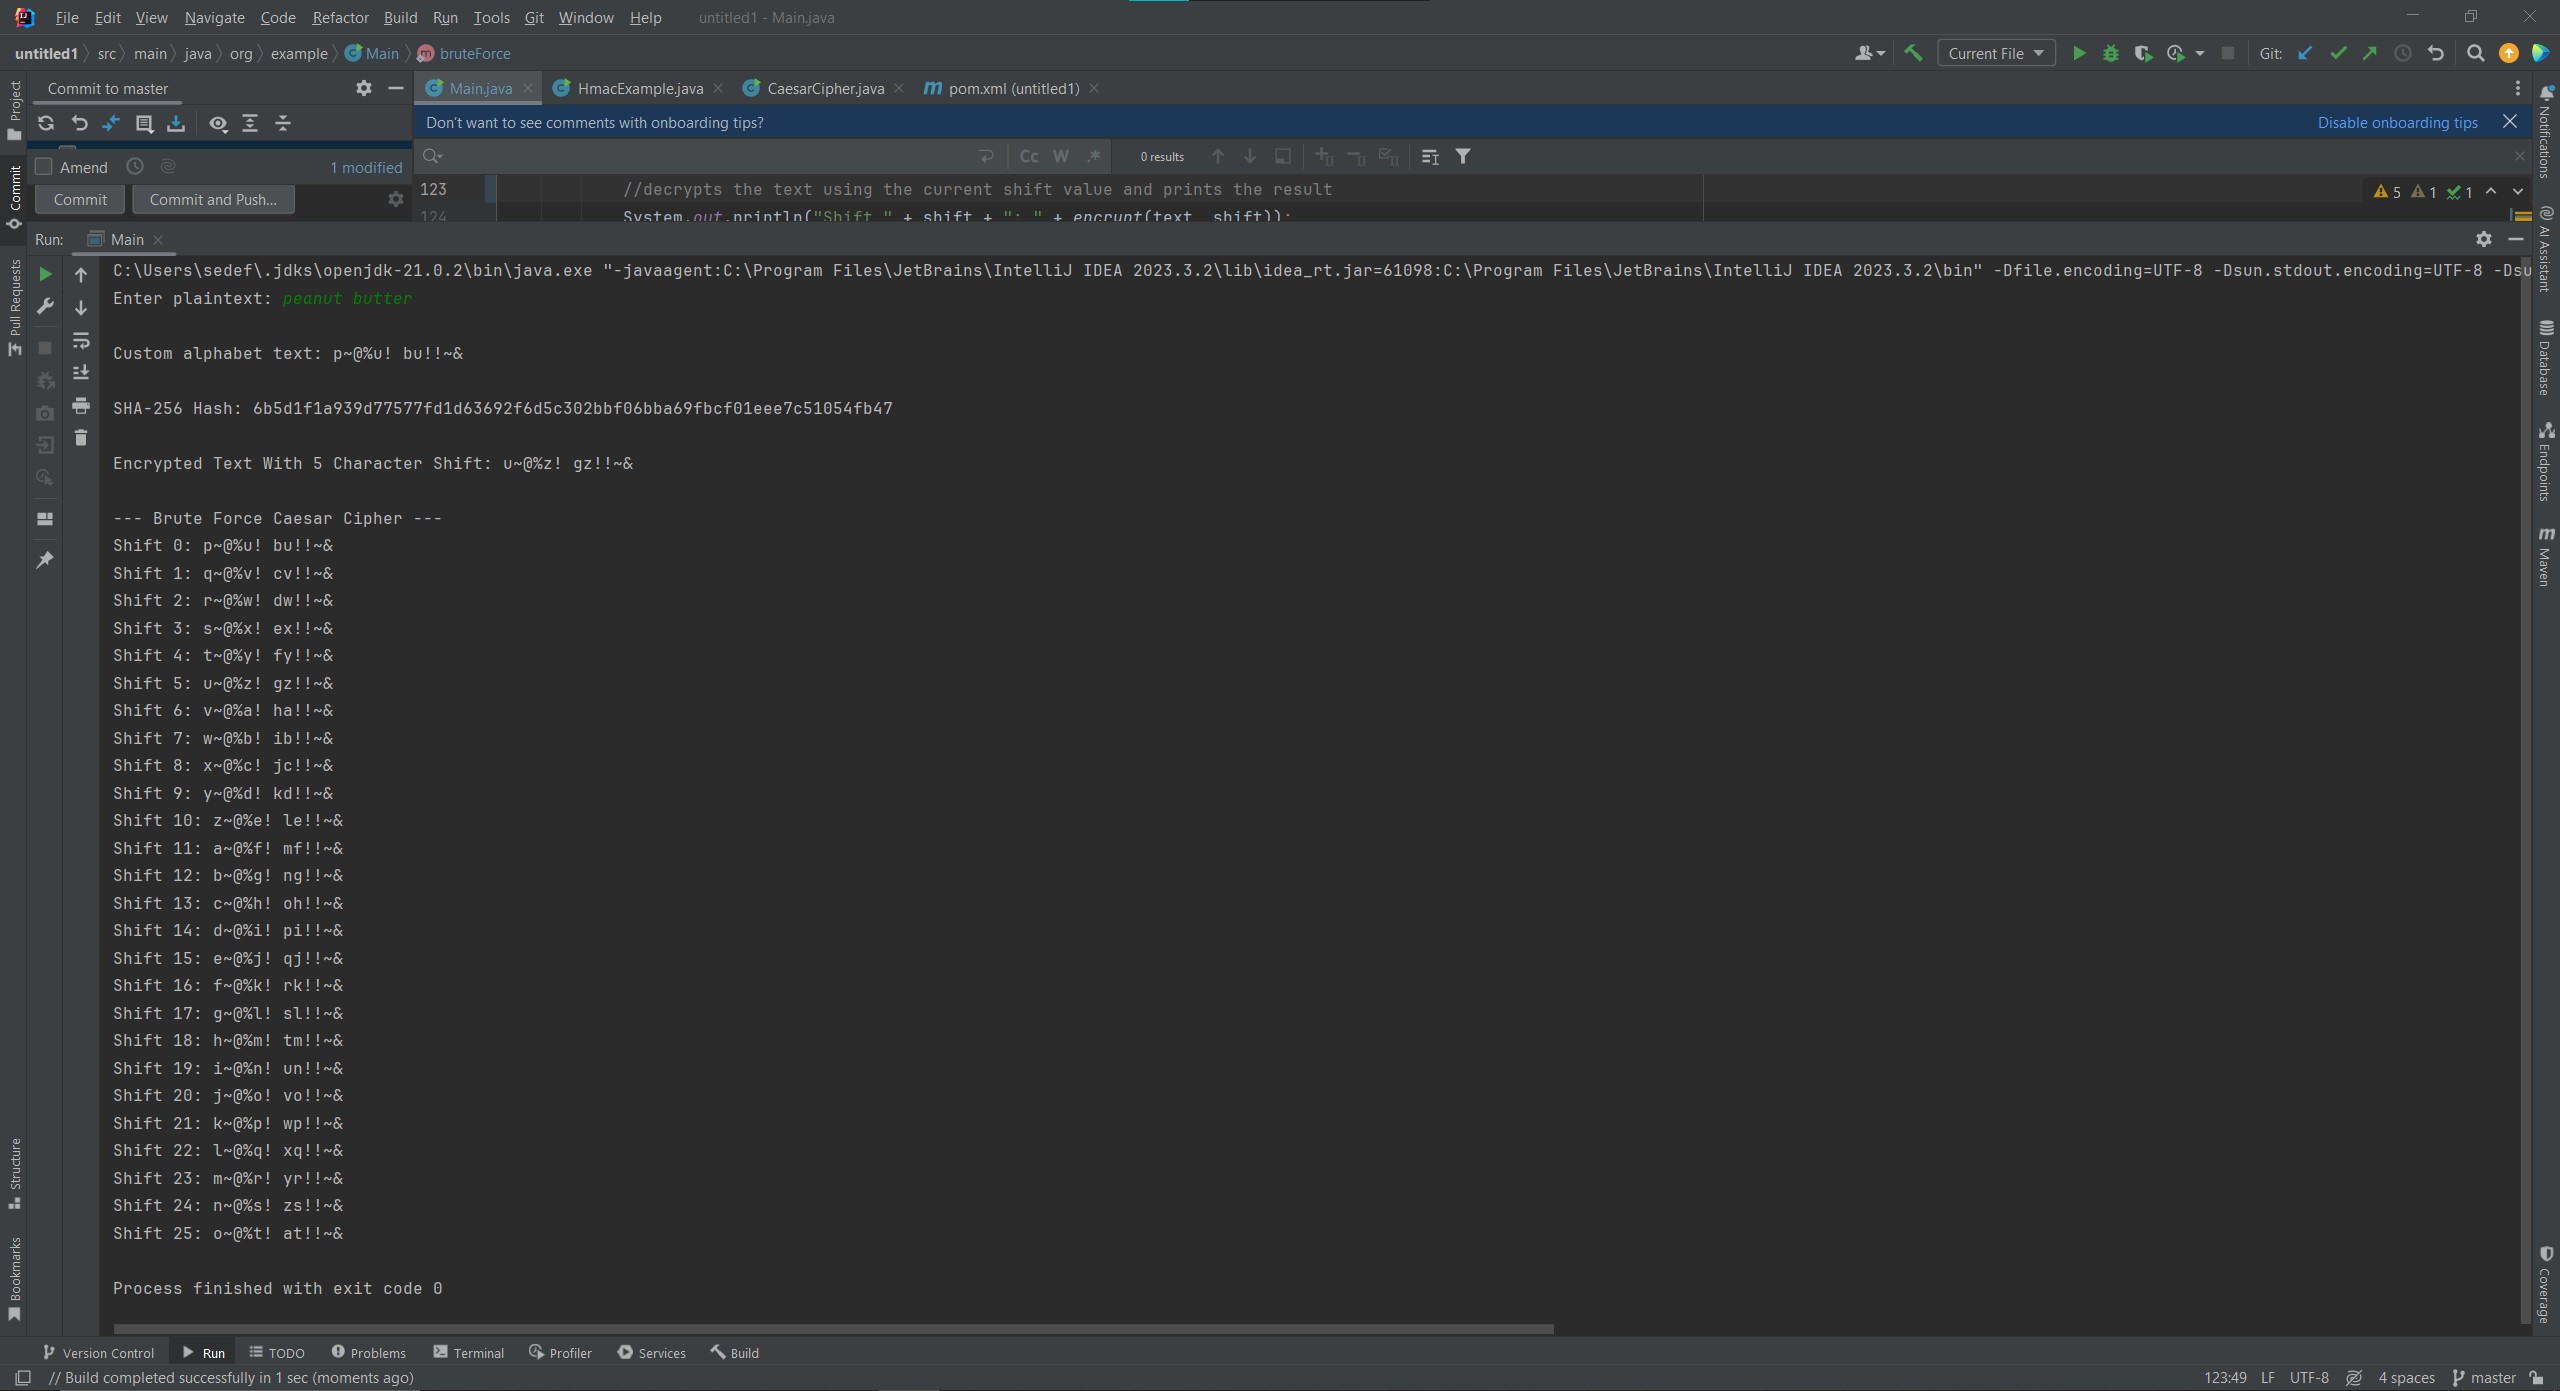 File Edit View Navigate Code Refactor Build Run Tools Git Window Help untitled1 - Main.java
untitled1 src main java org example Main bruteForce Current File Git:
Commit to master
Main.java HmacExample.java CaesarCipher.java pom.xml (untitled1)
Don't want to see comments with onboarding tips? Disable onboarding tips
Cc W .* 0 results
Amend 1 modified
Commit Commit and Push...
123 //decrypts the text using the current shift value and prints the result
124 System.out.println("Shift " + shift + ": " + encrypt(text, shift));
5 1 1
Run: Main
C:\Users\sedef\.jdks\openjdk-21.0.2\bin\java.exe "-javaagent:C:\Program Files\JetBrains\IntelliJ IDEA 2023.3.2\lib\idea_rt.jar=61098:C:\Program Files\JetBrains\IntelliJ IDEA 2023.3.2\bin" -Dfile.encoding=UTF-8 -Dsun.stdout.encoding=UTF-8 -Dsu
Enter plaintext: peanut butter
Custom alphabet text: p~@%u! bu!!~&
SHA-256 Hash: 6b5d1f1a939d77577fd1d63692f6d5c302bbf06bba69fbcf01eee7c51054fb47
Encrypted Text With 5 Character Shift: u~@%z! gz!!~&
--- Brute Force Caesar Cipher ---
Shift 0: p~@%u! bu!!~&
Shift 1: q~@%v! cv!!~&
Shift 2: r~@%w! dw!!~&
Shift 3: s~@%x! ex!!~&
Shift 4: t~@%y! fy!!~&
Shift 5: u~@%z! gz!!~&
Shift 6: v~@%a! ha!!~&
Shift 7: w~@%b! ib!!~&
Shift 8: x~@%c! jc!!~&
Shift 9: y~@%d! kd!!~&
Shift 10: z~@%e! le!!~&
Shift 11: a~@%f! mf!!~&
Shift 12: b~@%g! ng!!~&
Shift 13: c~@%h! oh!!~&
Shift 14: d~@%i! pi!!~&
Shift 15: e~@%j! qj!!~&
Shift 16: f~@%k! rk!!~&
Shift 17: g~@%l! sl!!~&
Shift 18: h~@%m! tm!!~&
Shift 19: i~@%n! un!!~&
Shift 20: j~@%o! vo!!~&
Shift 21: k~@%p! wp!!~&
Shift 22: l~@%q! xq!!~&
Shift 23: m~@%r! yr!!~&
Shift 24: n~@%s! zs!!~&
Shift 25: o~@%t! at!!~&
Process finished with exit code 0
Project
Commit
Pull Requests
Structure
Bookmarks
Notifications
AI Assistant
Database
Endpoints
Maven
Coverage
Version Control Run TODO Problems Terminal Profiler Services Build
// Build completed successfully in 1 sec (moments ago) 123:49 LF UTF-8 4 spaces master